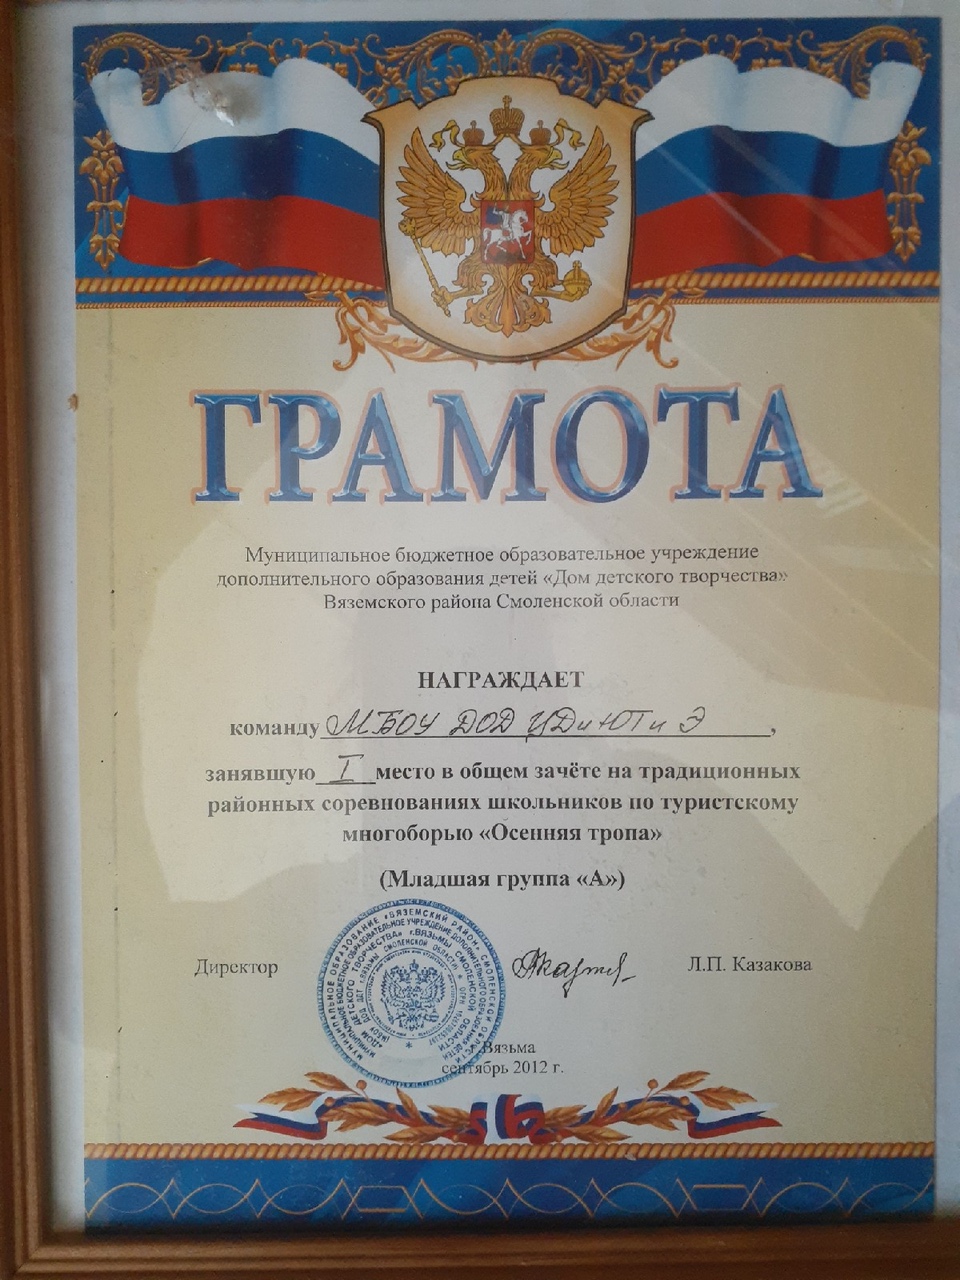 ГРАМОТА
Муниципальное бюджетное образовательное учреждение
дополнительного образования детей «Дом детского творчества»
Вяземского района Смоленской области
НАГРАЖДАЕТ
команду МБОУ ДОД ЦДиЮТиЭ,
занявшую I место в общем зачёте на традиционных
районных соревнованиях школьников по туристскому
многоборью «Осенняя тропа»
(Младшая группа «А»)
Директор Л.П. Казакова
г.Вязьма
сентябрь 2012 г.